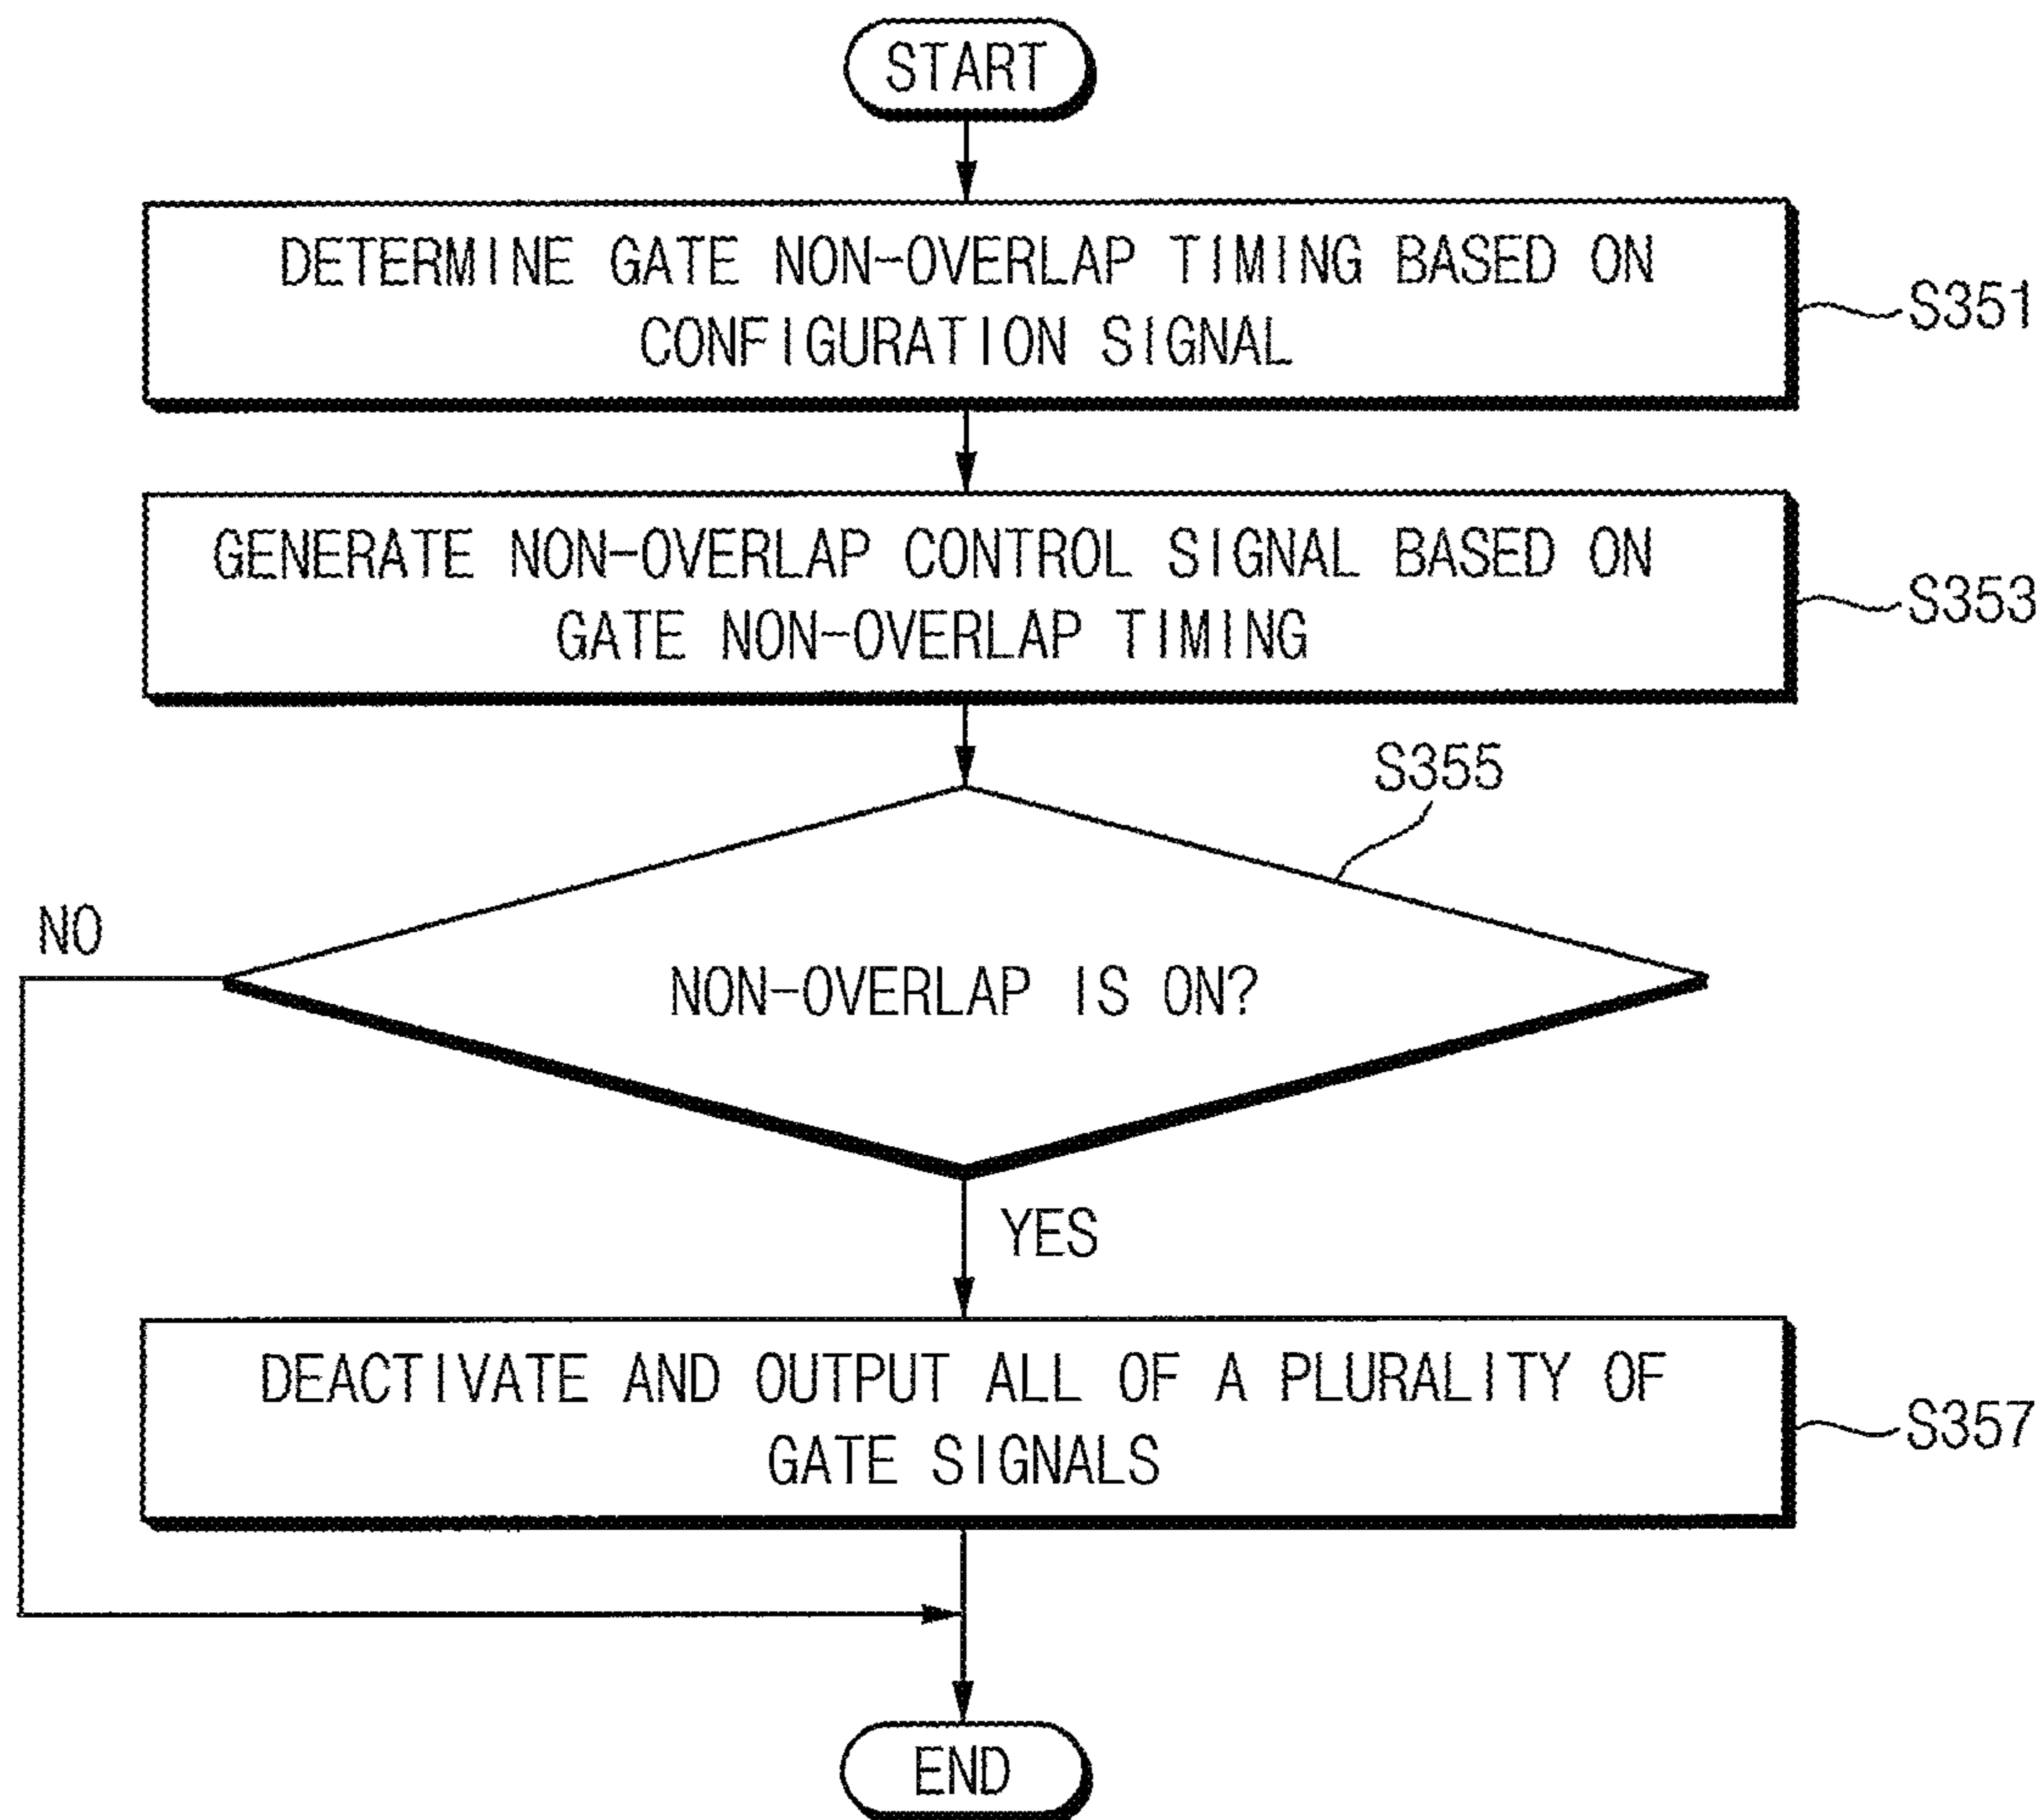 START
DETERMINE GATE NON-OVERLAP TIMING BASED ON
CONFIGURATION SIGNAL
S351
GENERATE NON-OVERLAP CONTROL SIGNAL BASED ON
GATE NON-OVERLAP TIMING
S353
S355
NO
NON-OVERLAP IS ON?
YES
DEACTIVATE AND OUTPUT ALL OF A PLURALITY OF
GATE SIGNALS
S357
END